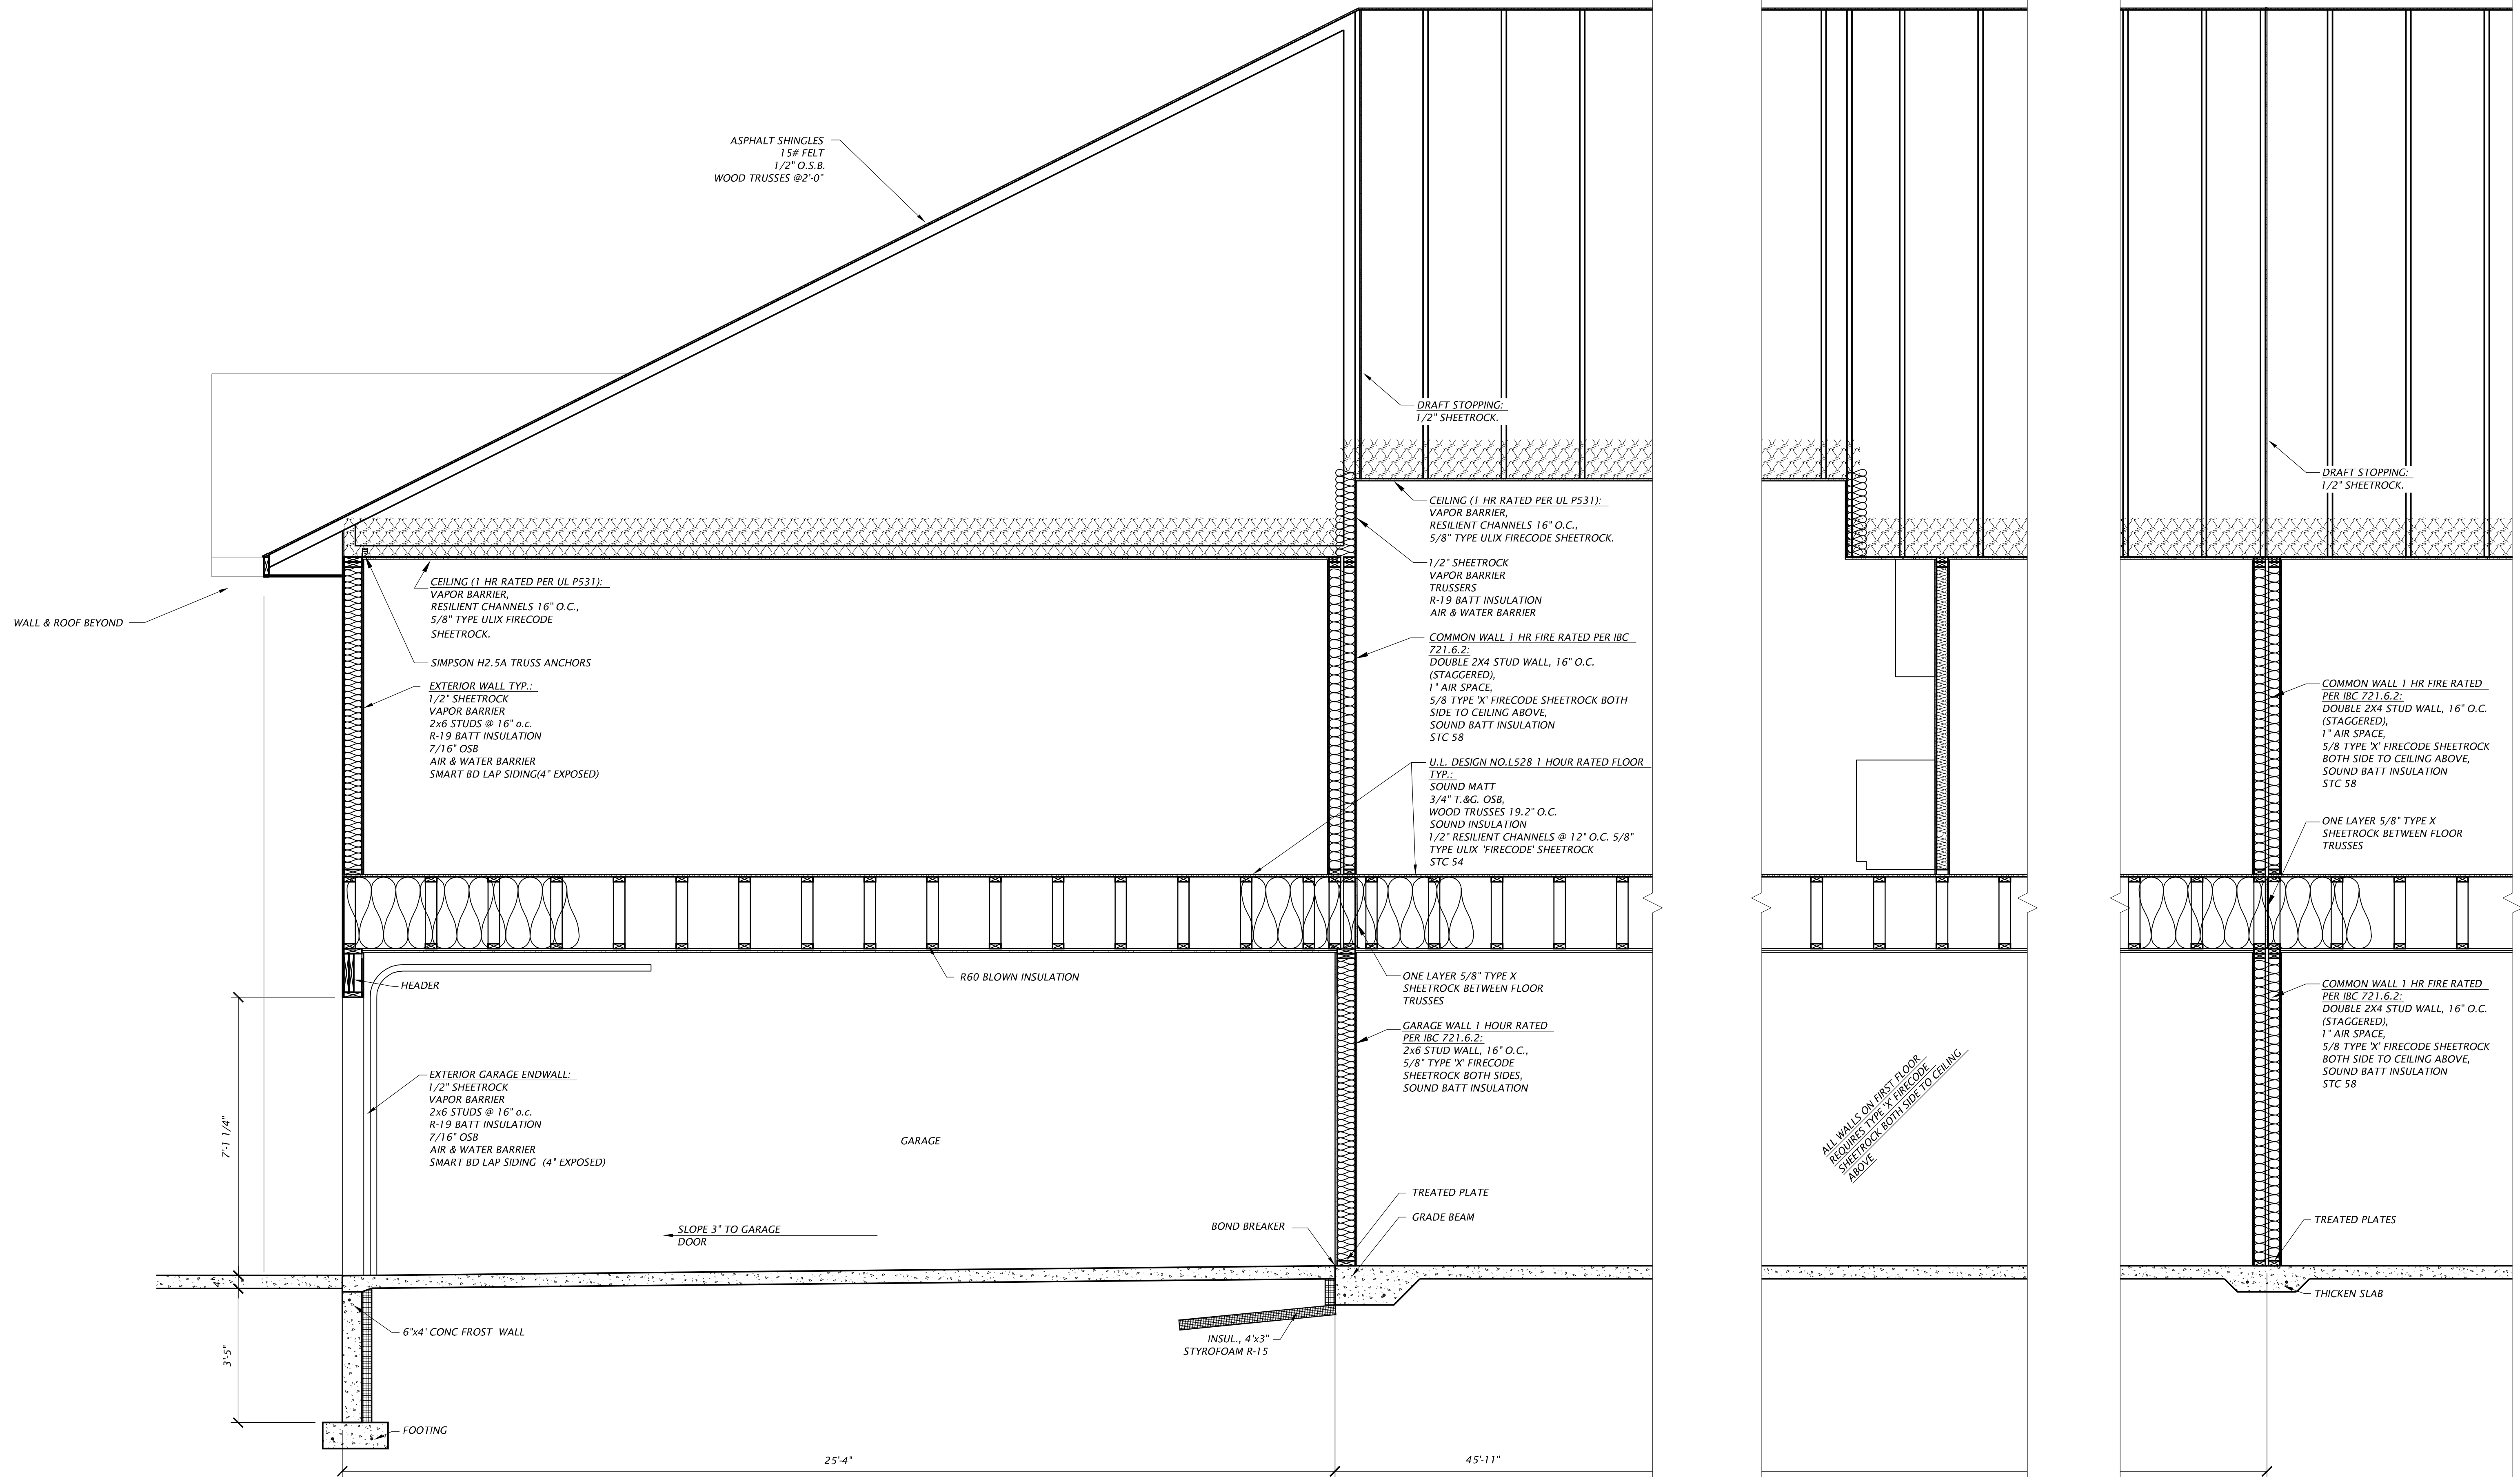 ASPHALT SHINGLES
15# FELT
1/2" O.S.B.
WOOD TRUSSES @2'-0"
WALL & ROOF BEYOND
CEILING (1 HR RATED PER UL P531):
VAPOR BARRIER,
RESILIENT CHANNELS 16" O.C.,
5/8" TYPE ULIX FIRECODE
SHEETROCK.
SIMPSON H2.5A TRUSS ANCHORS
EXTERIOR WALL TYP.:
1/2" SHEETROCK
VAPOR BARRIER
2x6 STUDS @ 16" o.c.
R-19 BATT INSULATION
7/16" OSB
AIR & WATER BARRIER
SMART BD LAP SIDING(4" EXPOSED)
HEADER
R60 BLOWN INSULATION
EXTERIOR GARAGE ENDWALL:
1/2" SHEETROCK
VAPOR BARRIER
2x6 STUDS @ 16" o.c.
R-19 BATT INSULATION
7/16" OSB
AIR & WATER BARRIER
SMART BD LAP SIDING (4" EXPOSED)
GARAGE
SLOPE 3" TO GARAGE
DOOR
7'-1 1/4"
4"
3'-5"
6"x4' CONC FROST WALL
FOOTING
BOND BREAKER
INSUL., 4'x3"
STYROFOAM R-15
25'-4"
45'-11"
DRAFT STOPPING:
1/2" SHEETROCK.
CEILING (1 HR RATED PER UL P531):
VAPOR BARRIER,
RESILIENT CHANNELS 16" O.C.,
5/8" TYPE ULIX FIRECODE SHEETROCK.
1/2" SHEETROCK
VAPOR BARRIER
TRUSSERS
R-19 BATT INSULATION
AIR & WATER BARRIER
COMMON WALL 1 HR FIRE RATED PER IBC
721.6.2:
DOUBLE 2X4 STUD WALL, 16" O.C.
(STAGGERED),
1" AIR SPACE,
5/8 TYPE 'X' FIRECODE SHEETROCK BOTH
SIDE TO CEILING ABOVE,
SOUND BATT INSULATION
STC 58
U.L. DESIGN NO.L528 1 HOUR RATED FLOOR
TYP.:
SOUND MATT
3/4" T.&G. OSB,
WOOD TRUSSES 19.2" O.C.
SOUND INSULATION
1/2" RESILIENT CHANNELS @ 12" O.C. 5/8"
TYPE ULIX 'FIRECODE' SHEETROCK
STC 54
ONE LAYER 5/8" TYPE X
SHEETROCK BETWEEN FLOOR
TRUSSES
GARAGE WALL 1 HOUR RATED
PER IBC 721.6.2:
2x6 STUD WALL, 16" O.C.,
5/8" TYPE 'X' FIRECODE
SHEETROCK BOTH SIDES,
SOUND BATT INSULATION
TREATED PLATE
GRADE BEAM
ALL WALLS ON FIRST FLOOR
REQUIRES TYPE 'X' FIRECODE
SHEETROCK BOTH SIDE TO CEILING
ABOVE
DRAFT STOPPING:
1/2" SHEETROCK.
COMMON WALL 1 HR FIRE RATED
PER IBC 721.6.2:
DOUBLE 2X4 STUD WALL, 16" O.C.
(STAGGERED),
1" AIR SPACE,
5/8 TYPE 'X' FIRECODE SHEETROCK
BOTH SIDE TO CEILING ABOVE,
SOUND BATT INSULATION
STC 58
ONE LAYER 5/8" TYPE X
SHEETROCK BETWEEN FLOOR
TRUSSES
COMMON WALL 1 HR FIRE RATED
PER IBC 721.6.2:
DOUBLE 2X4 STUD WALL, 16" O.C.
(STAGGERED),
1" AIR SPACE,
5/8 TYPE 'X' FIRECODE SHEETROCK
BOTH SIDE TO CEILING ABOVE,
SOUND BATT INSULATION
STC 58
TREATED PLATES
THICKEN SLAB